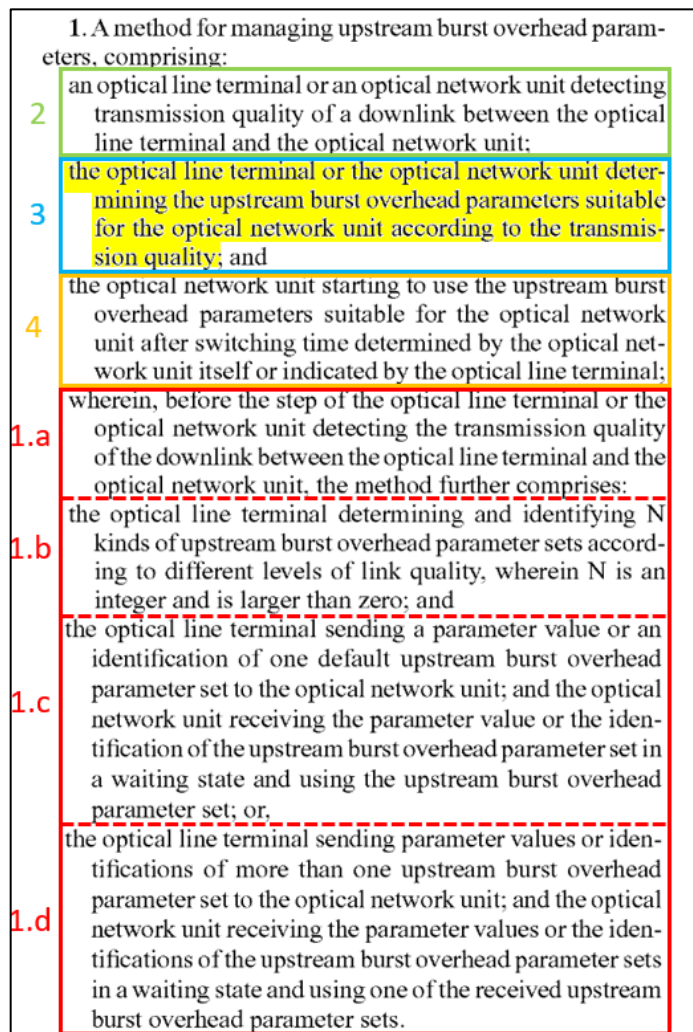 1. A method for managing upstream burst overhead param-
eters, comprising:
2 an optical line terminal or an optical network unit detecting
transmission quality of a downlink between the optical
line terminal and the optical network unit;
3 the optical line terminal or the optical network unit deter-
mining the upstream burst overhead parameters suitable
for the optical network unit according to the transmis-
sion quality; and
4 the optical network unit starting to use the upstream burst
overhead parameters suitable for the optical network
unit after switching time determined by the optical net-
work unit itself or indicated by the optical line terminal;
1.a wherein, before the step of the optical line terminal or the
optical network unit detecting the transmission quality
of the downlink between the optical line terminal and the
optical network unit, the method further comprises:
1.b the optical line terminal determining and identifying N
kinds of upstream burst overhead parameter sets accord-
ing to different levels of link quality, wherein N is an
integer and is larger than zero; and
1.c the optical line terminal sending a parameter value or an
identification of one default upstream burst overhead
parameter set to the optical network unit; and the optical
network unit receiving the parameter value or the iden-
tification of the upstream burst overhead parameter set in
a waiting state and using the upstream burst overhead
parameter set; or,
1.d the optical line terminal sending parameter values or iden-
tifications of more than one upstream burst overhead
parameter set to the optical network unit; and the optical
network unit receiving the parameter values or the iden-
tifications of the upstream burst overhead parameter sets
in a waiting state and using one of the received upstream
burst overhead parameter sets.